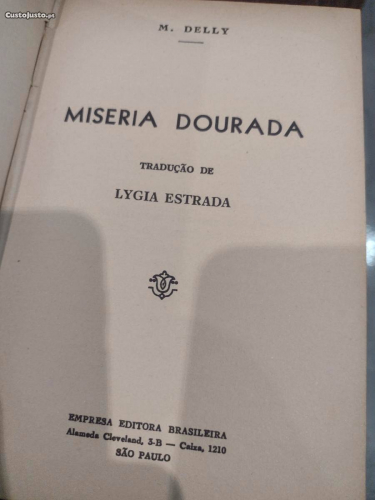 CustoJusto.pt
M. DELLY
MISERIA DOURADA
TRADUÇÃO DE
LYGIA ESTRADA
EMPRESA EDITORA BRASILEIRA
Alameda Cleveland, 3-B — Caixa, 1210
SÃO PAULO